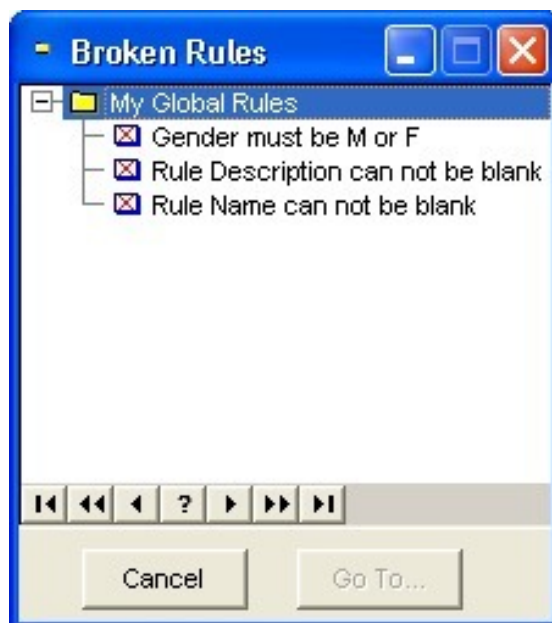 Broken Rules
My Global Rules
Gender must be M or F
Rule Description can not be blank
Rule Name can not be blank
?
Cancel
Go To...